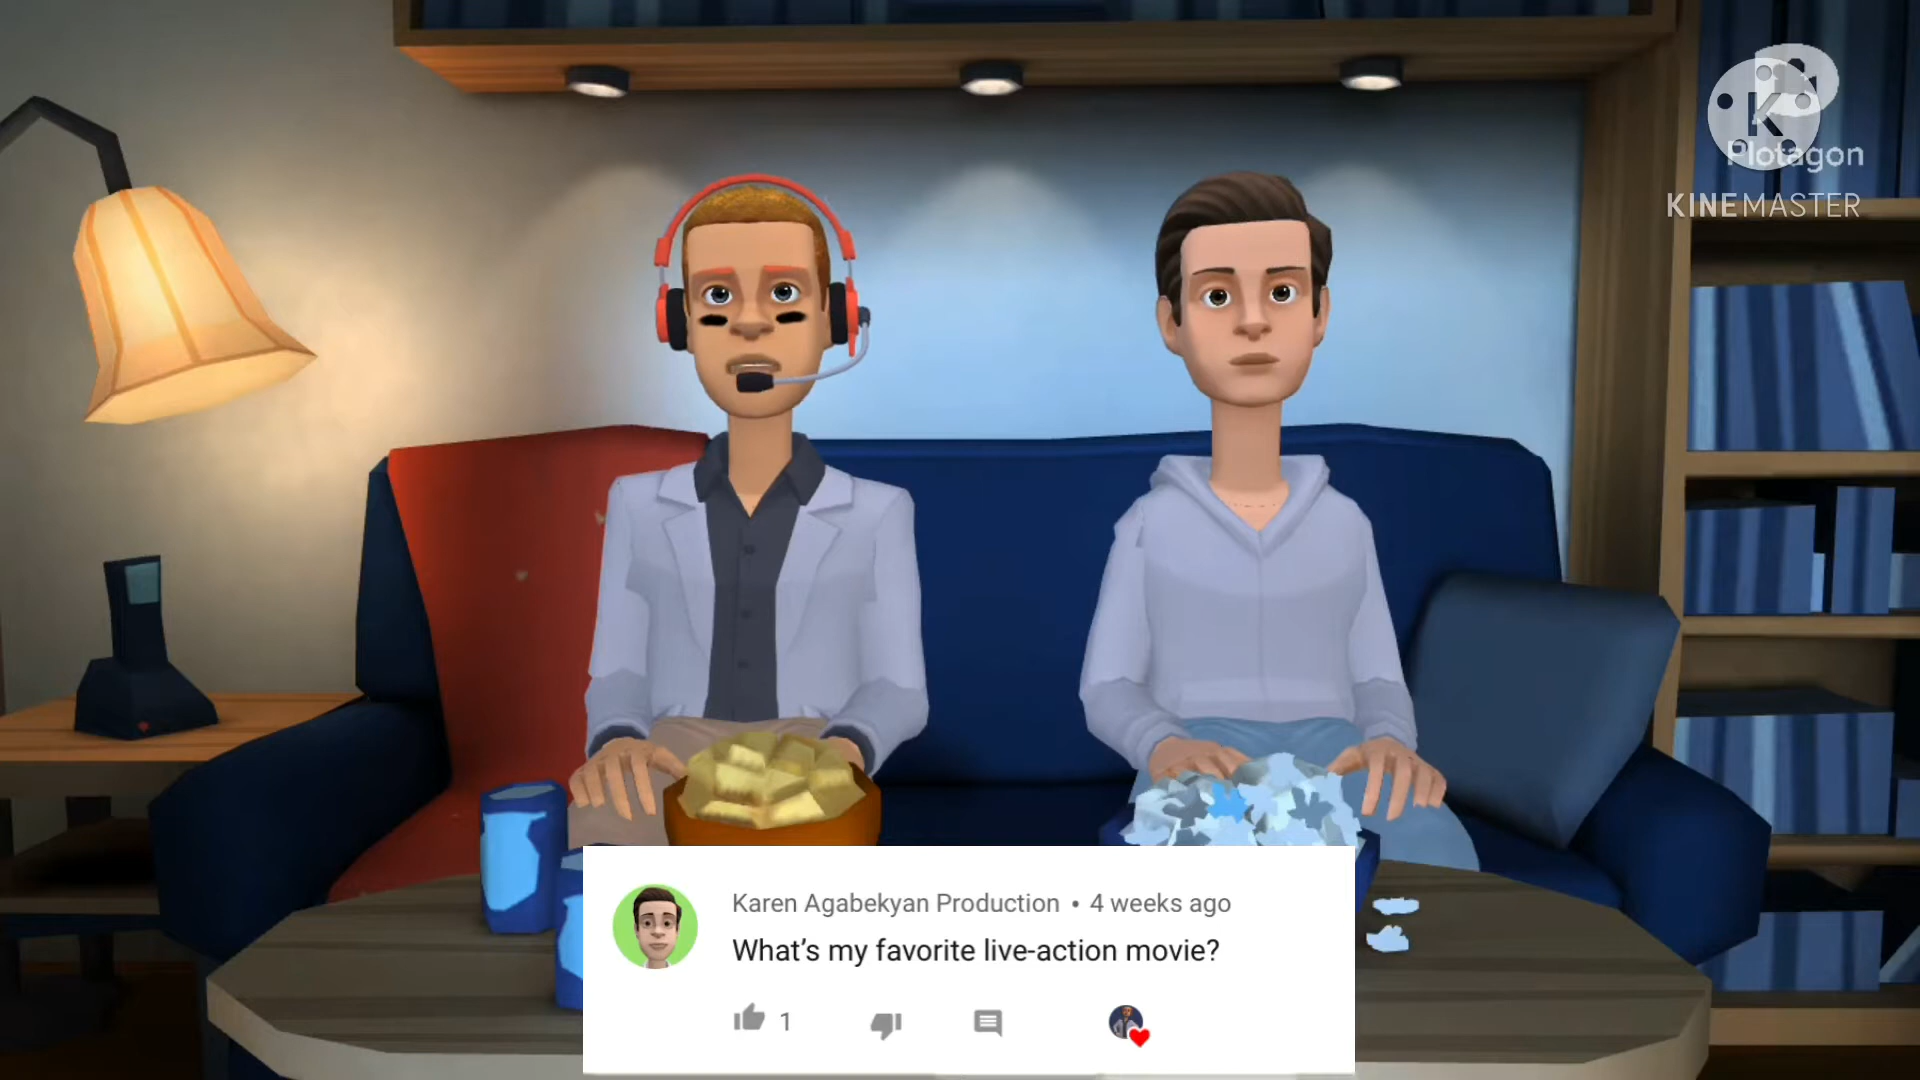 K
Plotagon
KINEMASTER
Karen Agabekyan Production • 4 weeks ago
What's my favorite live-action movie?
1